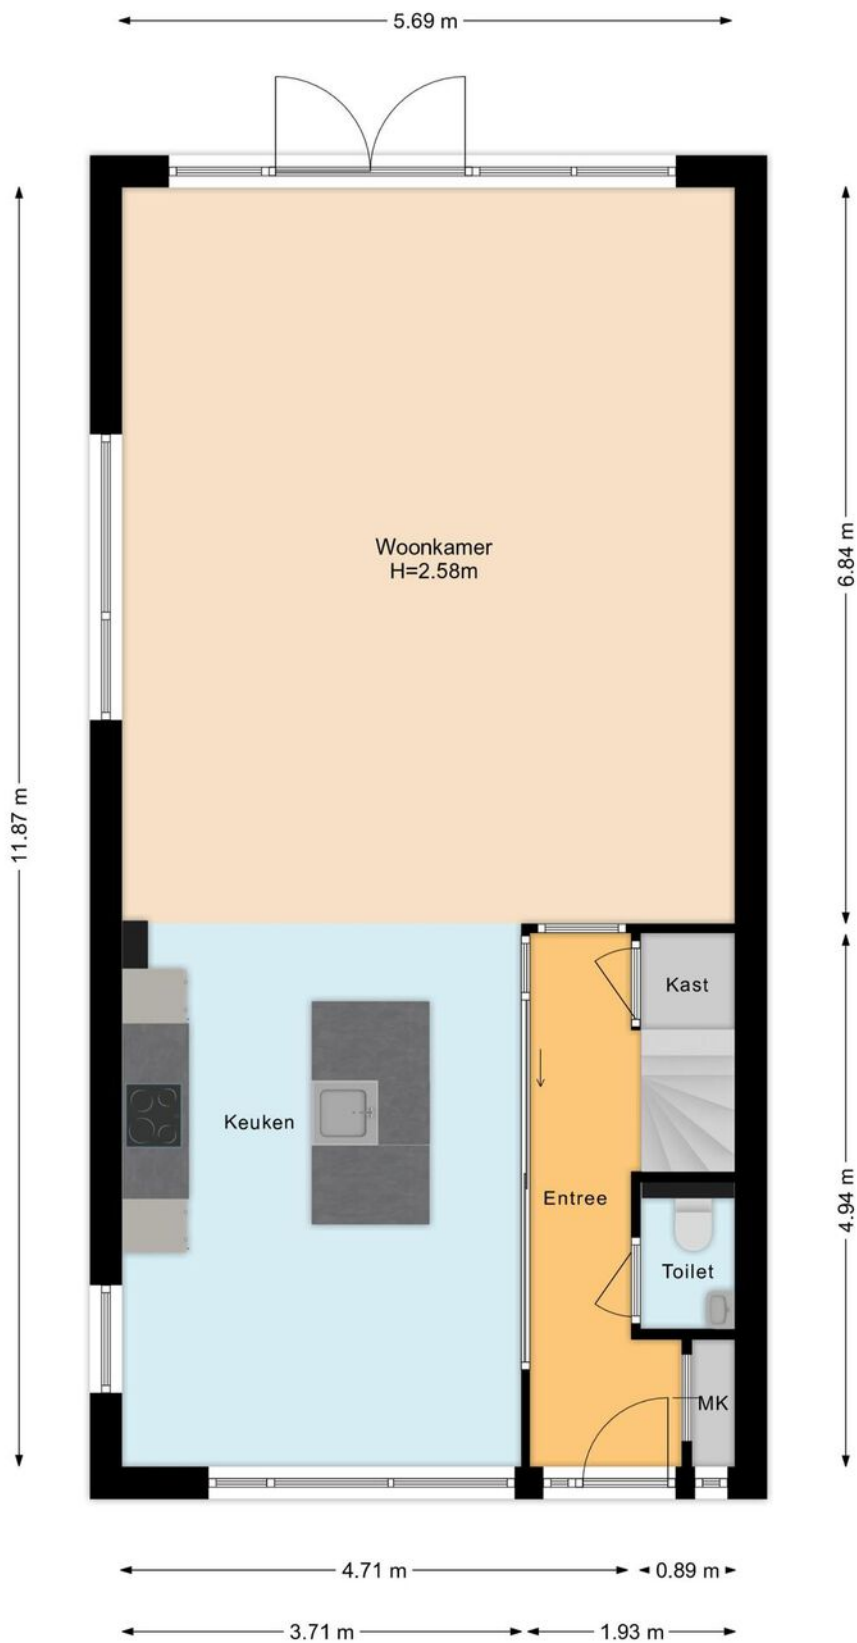 5.69 m
Woonkamer
H=2.58m
6.84 m
11.87 m
Kast
Keuken
Entree
4.94 m
Toilet
MK
4.71 m
0.89 m
3.71 m
1.93 m